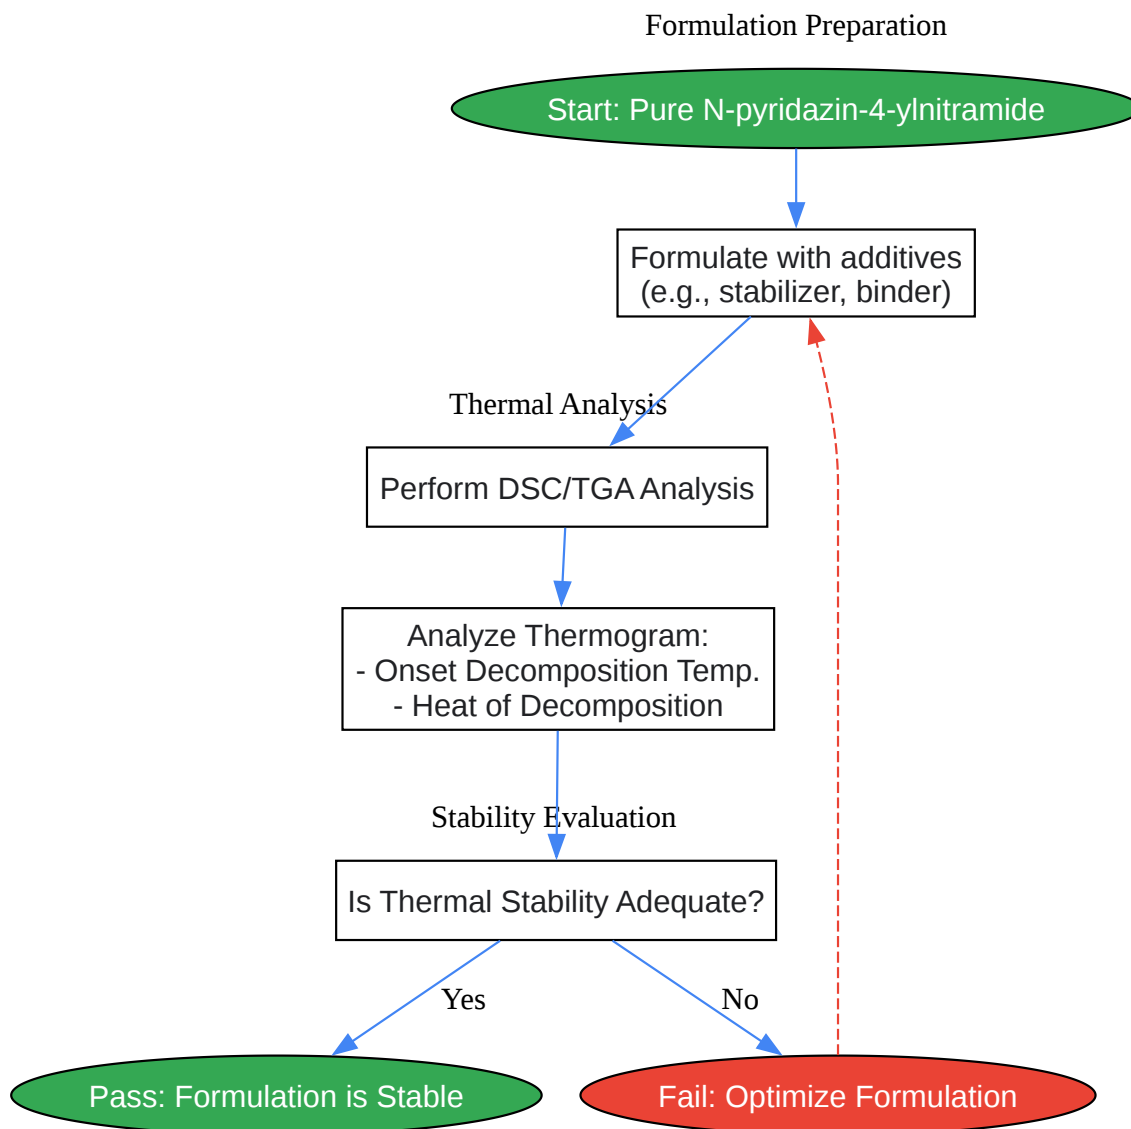 Formulation Preparation
Start: Pure N-pyridazin-4-ylnitramide
Formulate with additives
(e.g., stabilizer, binder)
Thermal Analysis
Perform DSC/TGA Analysis
Analyze Thermogram:
- Onset Decomposition Temp.
- Heat of Decomposition
Stability Evaluation
Is Thermal Stability Adequate?
Yes
No
Pass: Formulation is Stable
Fail: Optimize Formulation